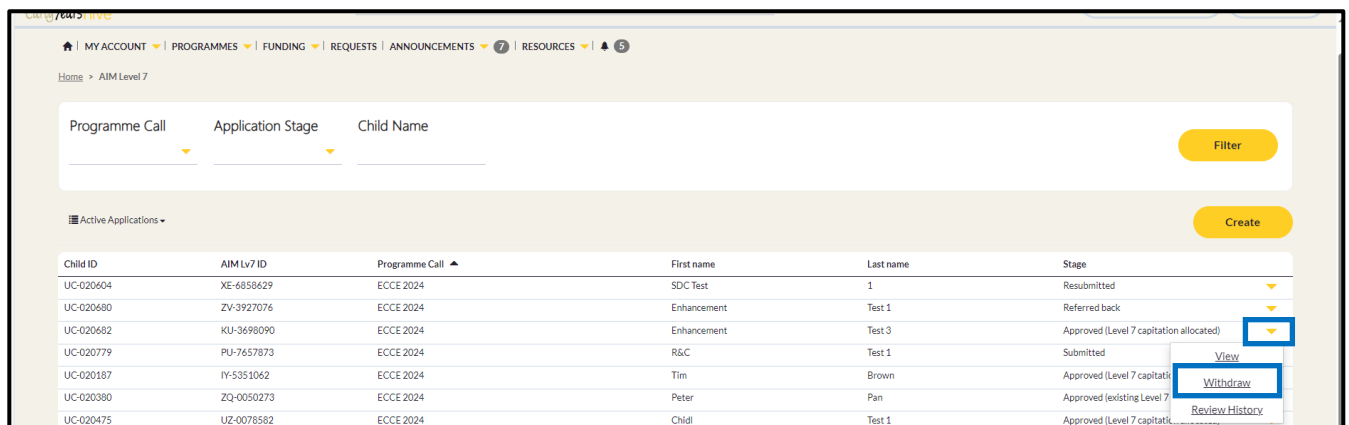 early years hive
MY ACCOUNT | PROGRAMMES | FUNDING | REQUESTS | ANNOUNCEMENTS 7 | RESOURCES | 5
Home > AIM Level 7
Programme Call Application Stage Child Name
Filter
Active Applications
Create
Child ID AIM Lv7 ID Programme Call First name Last name Stage
UC-020604 XE-6858629 ECCE 2024 SDC Test 1 Resubmitted
UC-020680 ZV-3927076 ECCE 2024 Enhancement Test 1 Referred back
UC-020682 KU-3698090 ECCE 2024 Enhancement Test 3 Approved (Level 7 capitation allocated)
UC-020779 PU-7657873 ECCE 2024 R&C Test 1 Submitted
View
UC-020187 IY-5351062 ECCE 2024 Tim Brown Approved (Level 7 capitatio
Withdraw
UC-020380 ZQ-0050273 ECCE 2024 Peter Pan Approved (existing Level 7
Review History
UC-020475 UZ-0078582 ECCE 2024 Chidl Test 1 Approved (Level 7 capitation allocated)